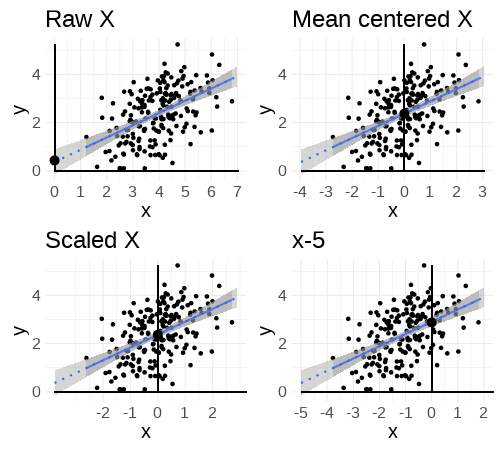 Raw X
Mean centered X
4
2
0
y
0 1 2 3 4 5 6 7
x
4
2
0
y
-4 -3 -2 -1 0 1 2 3
x
Scaled X
x-5
4
2
0
y
-2 -1 0 1 2
x
4
2
0
y
-5 -4 -3 -2 -1 0 1 2
x